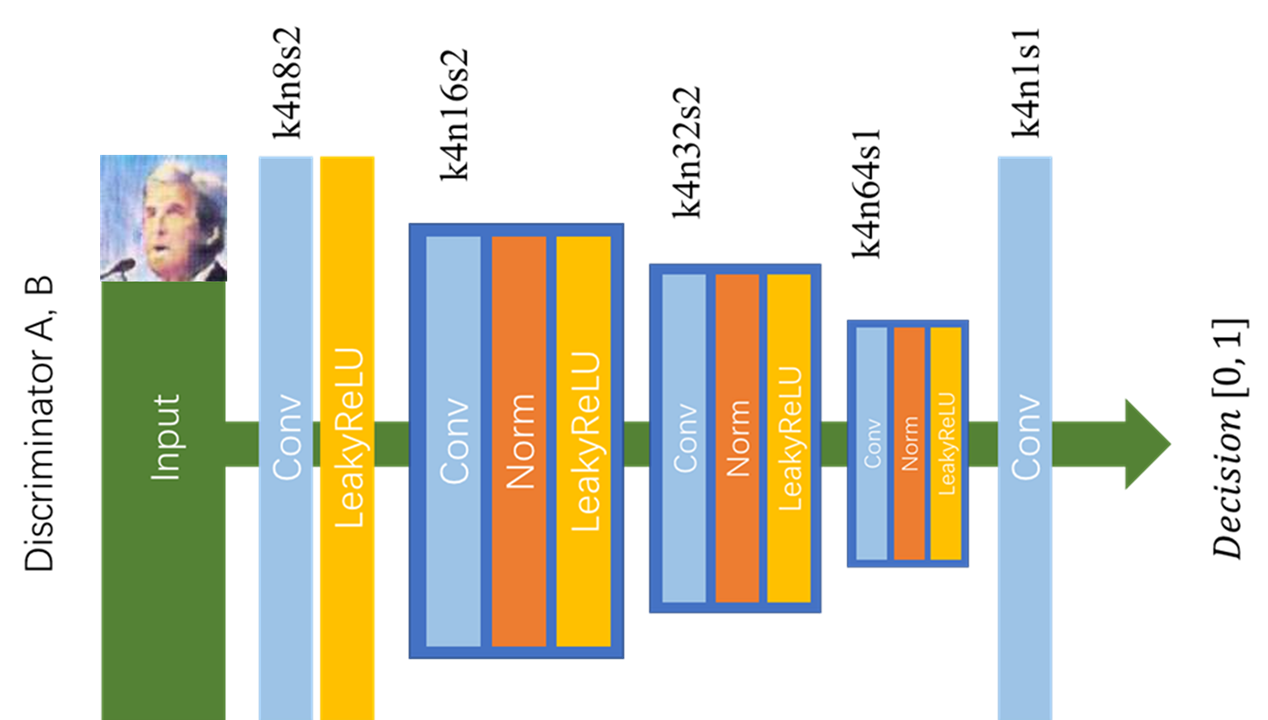 Discriminator A, B
Input
k4n8s2
Conv
LeakyReLU
k4n16s2
Conv
Norm
LeakyReLU
k4n32s2
Conv
Norm
LeakyReLU
k4n64s1
Conv
Norm
LeakyReLU
k4n1s1
Conv
Decision [0, 1]